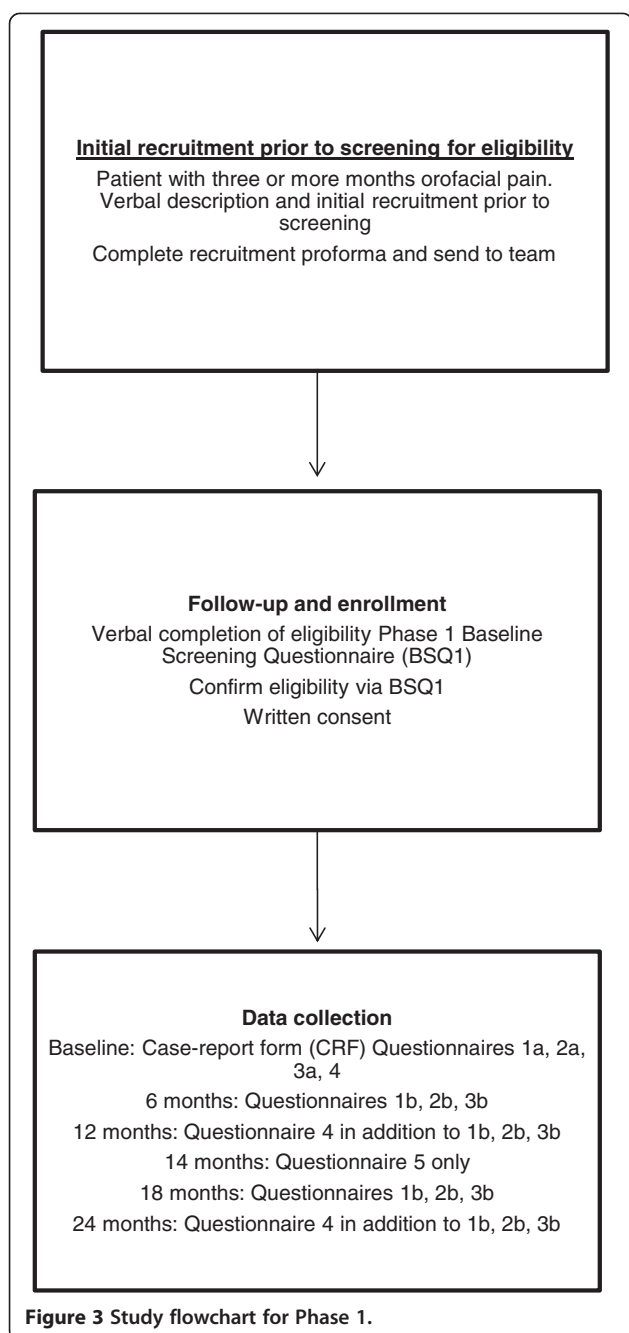 Initial recruitment prior to screening for eligibility
Patient with three or more months orofacial pain.
Verbal description and initial recruitment prior to
screening
Complete recruitment proforma and send to team
Follow-up and enrollment
Verbal completion of eligibility Phase 1 Baseline
Screening Questionnaire (BSQ1)
Confirm eligibility via BSQ1
Written consent
Data collection
Baseline: Case-report form (CRF) Questionnaires 1a, 2a,
3a, 4
6 months: Questionnaires 1b, 2b, 3b
12 months: Questionnaire 4 in addition to 1b, 2b, 3b
14 months: Questionnaire 5 only
18 months: Questionnaires 1b, 2b, 3b
24 months: Questionnaire 4 in addition to 1b, 2b, 3b
Figure 3 Study flowchart for Phase 1.